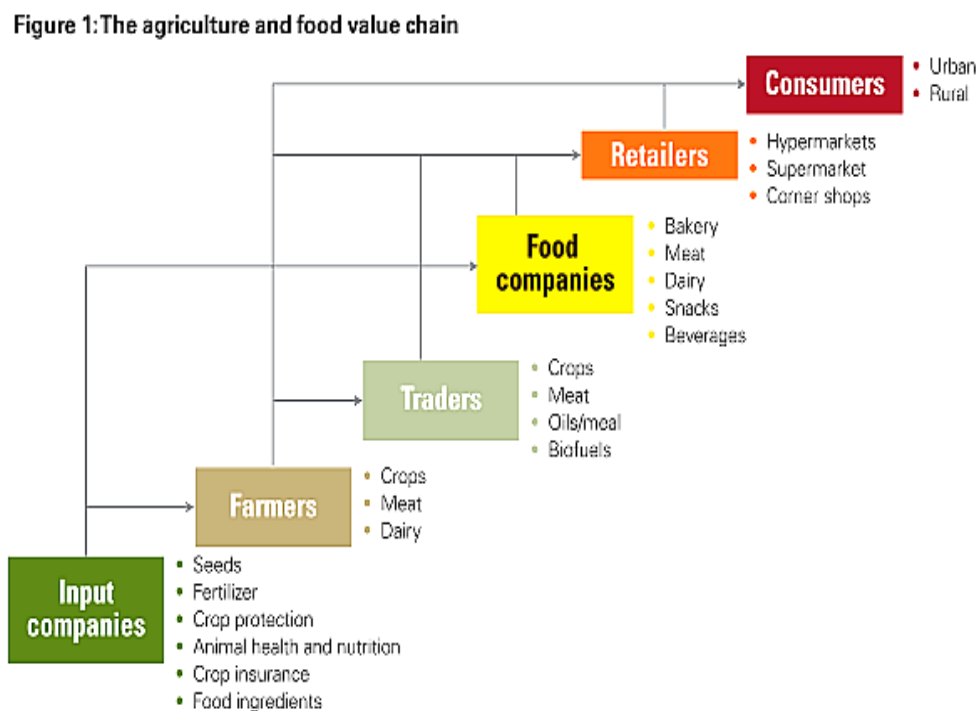 Figure 1: The agriculture and food value chain
Consumers
• Urban
• Rural
Retailers
• Hypermarkets
• Supermarket
• Corner shops
Food
companies
• Bakery
• Meat
• Dairy
• Snacks
• Beverages
Traders
• Crops
• Meat
• Oils/meal
• Biofuels
Farmers
• Crops
• Meat
• Dairy
Input
companies
• Seeds
• Fertilizer
• Crop protection
• Animal health and nutrition
• Crop insurance
• Food ingredients